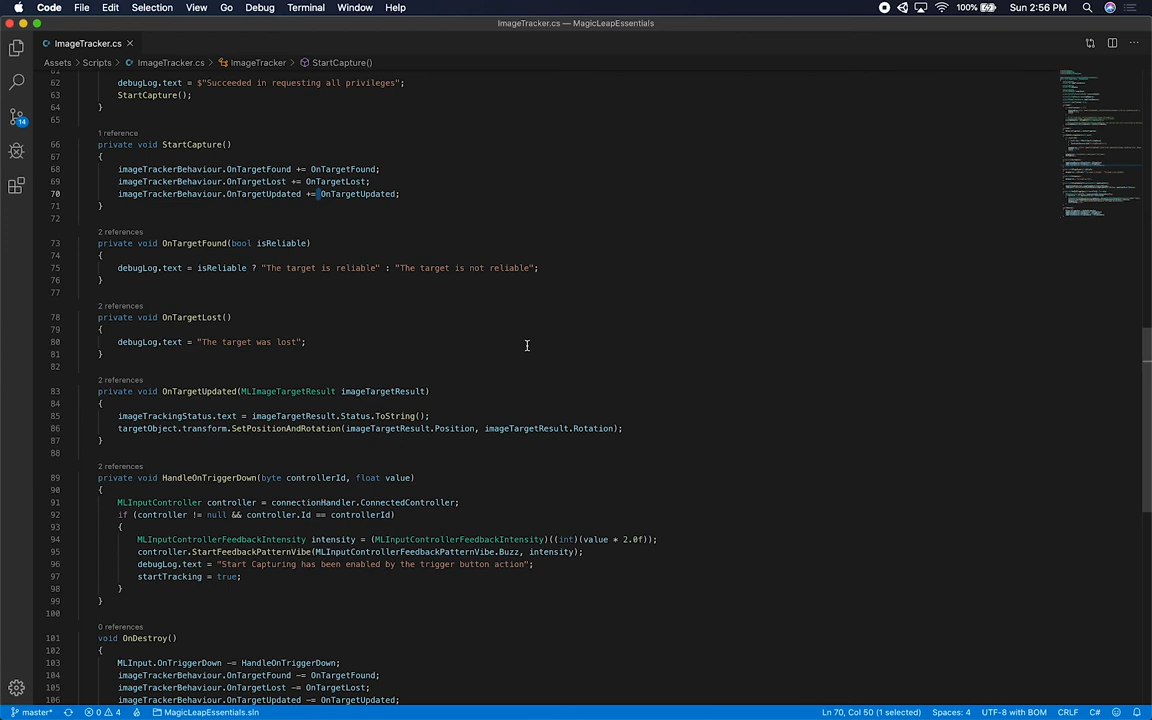 Code File Edit Selection View Go Debug Terminal Window Help 100% Sun 2:56 PM
ImageTracker.cs — MagicLeapEssentials
ImageTracker.cs
Assets > Scripts > ImageTracker.cs > ImageTracker > StartCapture()
62 debugLog.text = $"Succeeded in requesting all privileges";
63 StartCapture();
64 }
65
1 reference
66 private void StartCapture()
67 {
68 imageTrackerBehaviour.OnTargetFound += OnTargetFound;
69 imageTrackerBehaviour.OnTargetLost += OnTargetLost;
70 imageTrackerBehaviour.OnTargetUpdated += OnTargetUpdated;
71 }
72
2 references
73 private void OnTargetFound(bool isReliable)
74 {
75 debugLog.text = isReliable ? "The target is reliable" : "The target is not reliable";
76 }
77
2 references
78 private void OnTargetLost()
79 {
80 debugLog.text = "The target was lost";
81 }
82
2 references
83 private void OnTargetUpdated(MLImageTargetResult imageTargetResult)
84 {
85 imageTrackingStatus.text = imageTargetResult.Status.ToString();
86 targetObject.transform.SetPositionAndRotation(imageTargetResult.Position, imageTargetResult.Rotation);
87 }
88
2 references
89 private void HandleOnTriggerDown(byte controllerId, float value)
90 {
91 MLInputController controller = connectionHandler.ConnectedController;
92 if (controller != null && controller.Id == controllerId)
93 {
94 MLInputControllerFeedbackIntensity intensity = (MLInputControllerFeedbackIntensity)((int)(value * 2.0f));
95 controller.StartFeedbackPatternVibe(MLInputControllerFeedbackPatternVibe.Buzz, intensity);
96 debugLog.text = "Start Capturing has been enabled by the trigger button action";
97 startTracking = true;
98 }
99 }
100
0 references
101 void OnDestroy()
102 {
103 MLInput.OnTriggerDown -= HandleOnTriggerDown;
104 imageTrackerBehaviour.OnTargetFound -= OnTargetFound;
105 imageTrackerBehaviour.OnTargetLost -= OnTargetLost;
106 imageTrackerBehaviour.OnTargetUpdated -= OnTargetUpdated;
14
master* 0 4 MagicLeapEssentials.sln Ln 70, Col 50 (1 selected) Spaces: 4 UTF-8 with BOM CRLF C#